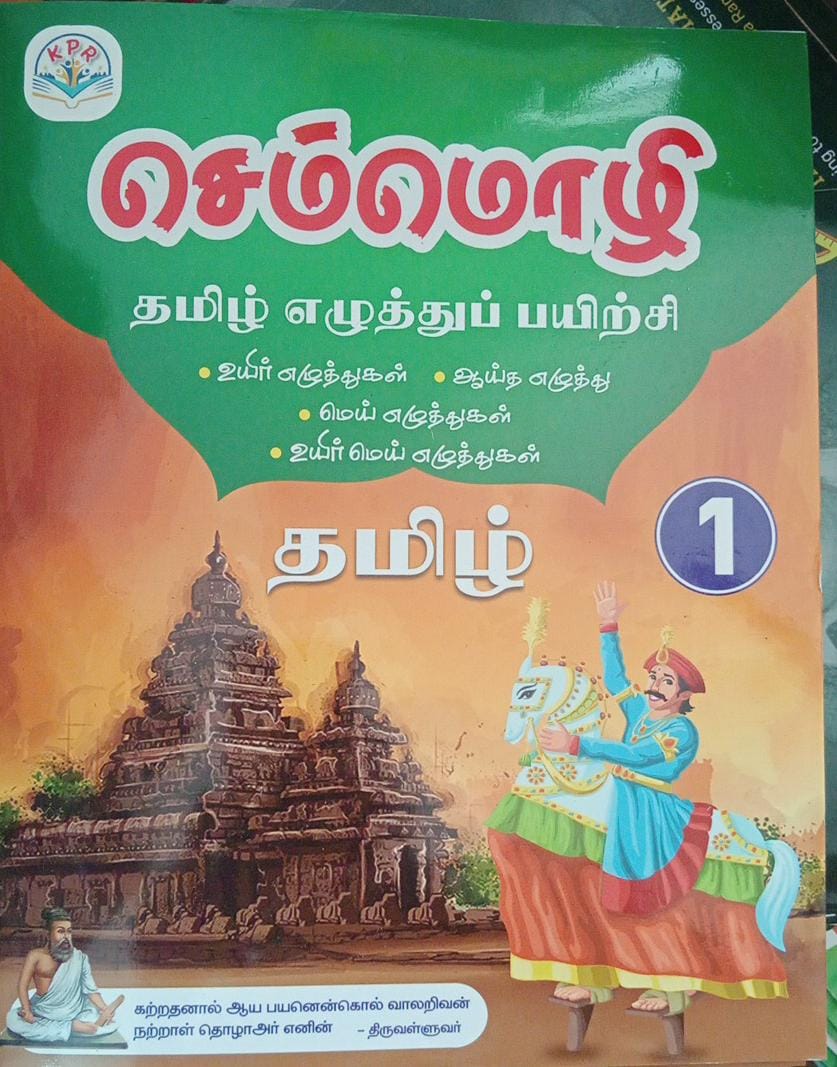 KPR
செம்மொழி
தமிழ் எழுத்துப் பயிற்சி
• உயிர் எழுத்துகள் • ஆய்த எழுத்து
• மெய் எழுத்துகள்
• உயிர் மெய் எழுத்துகள்
தமிழ்
1
கற்றதனால் ஆய பயனென்கொல் வாலறிவன்
நற்றாள் தொழாஅர் எனின் – திருவள்ளுவர்